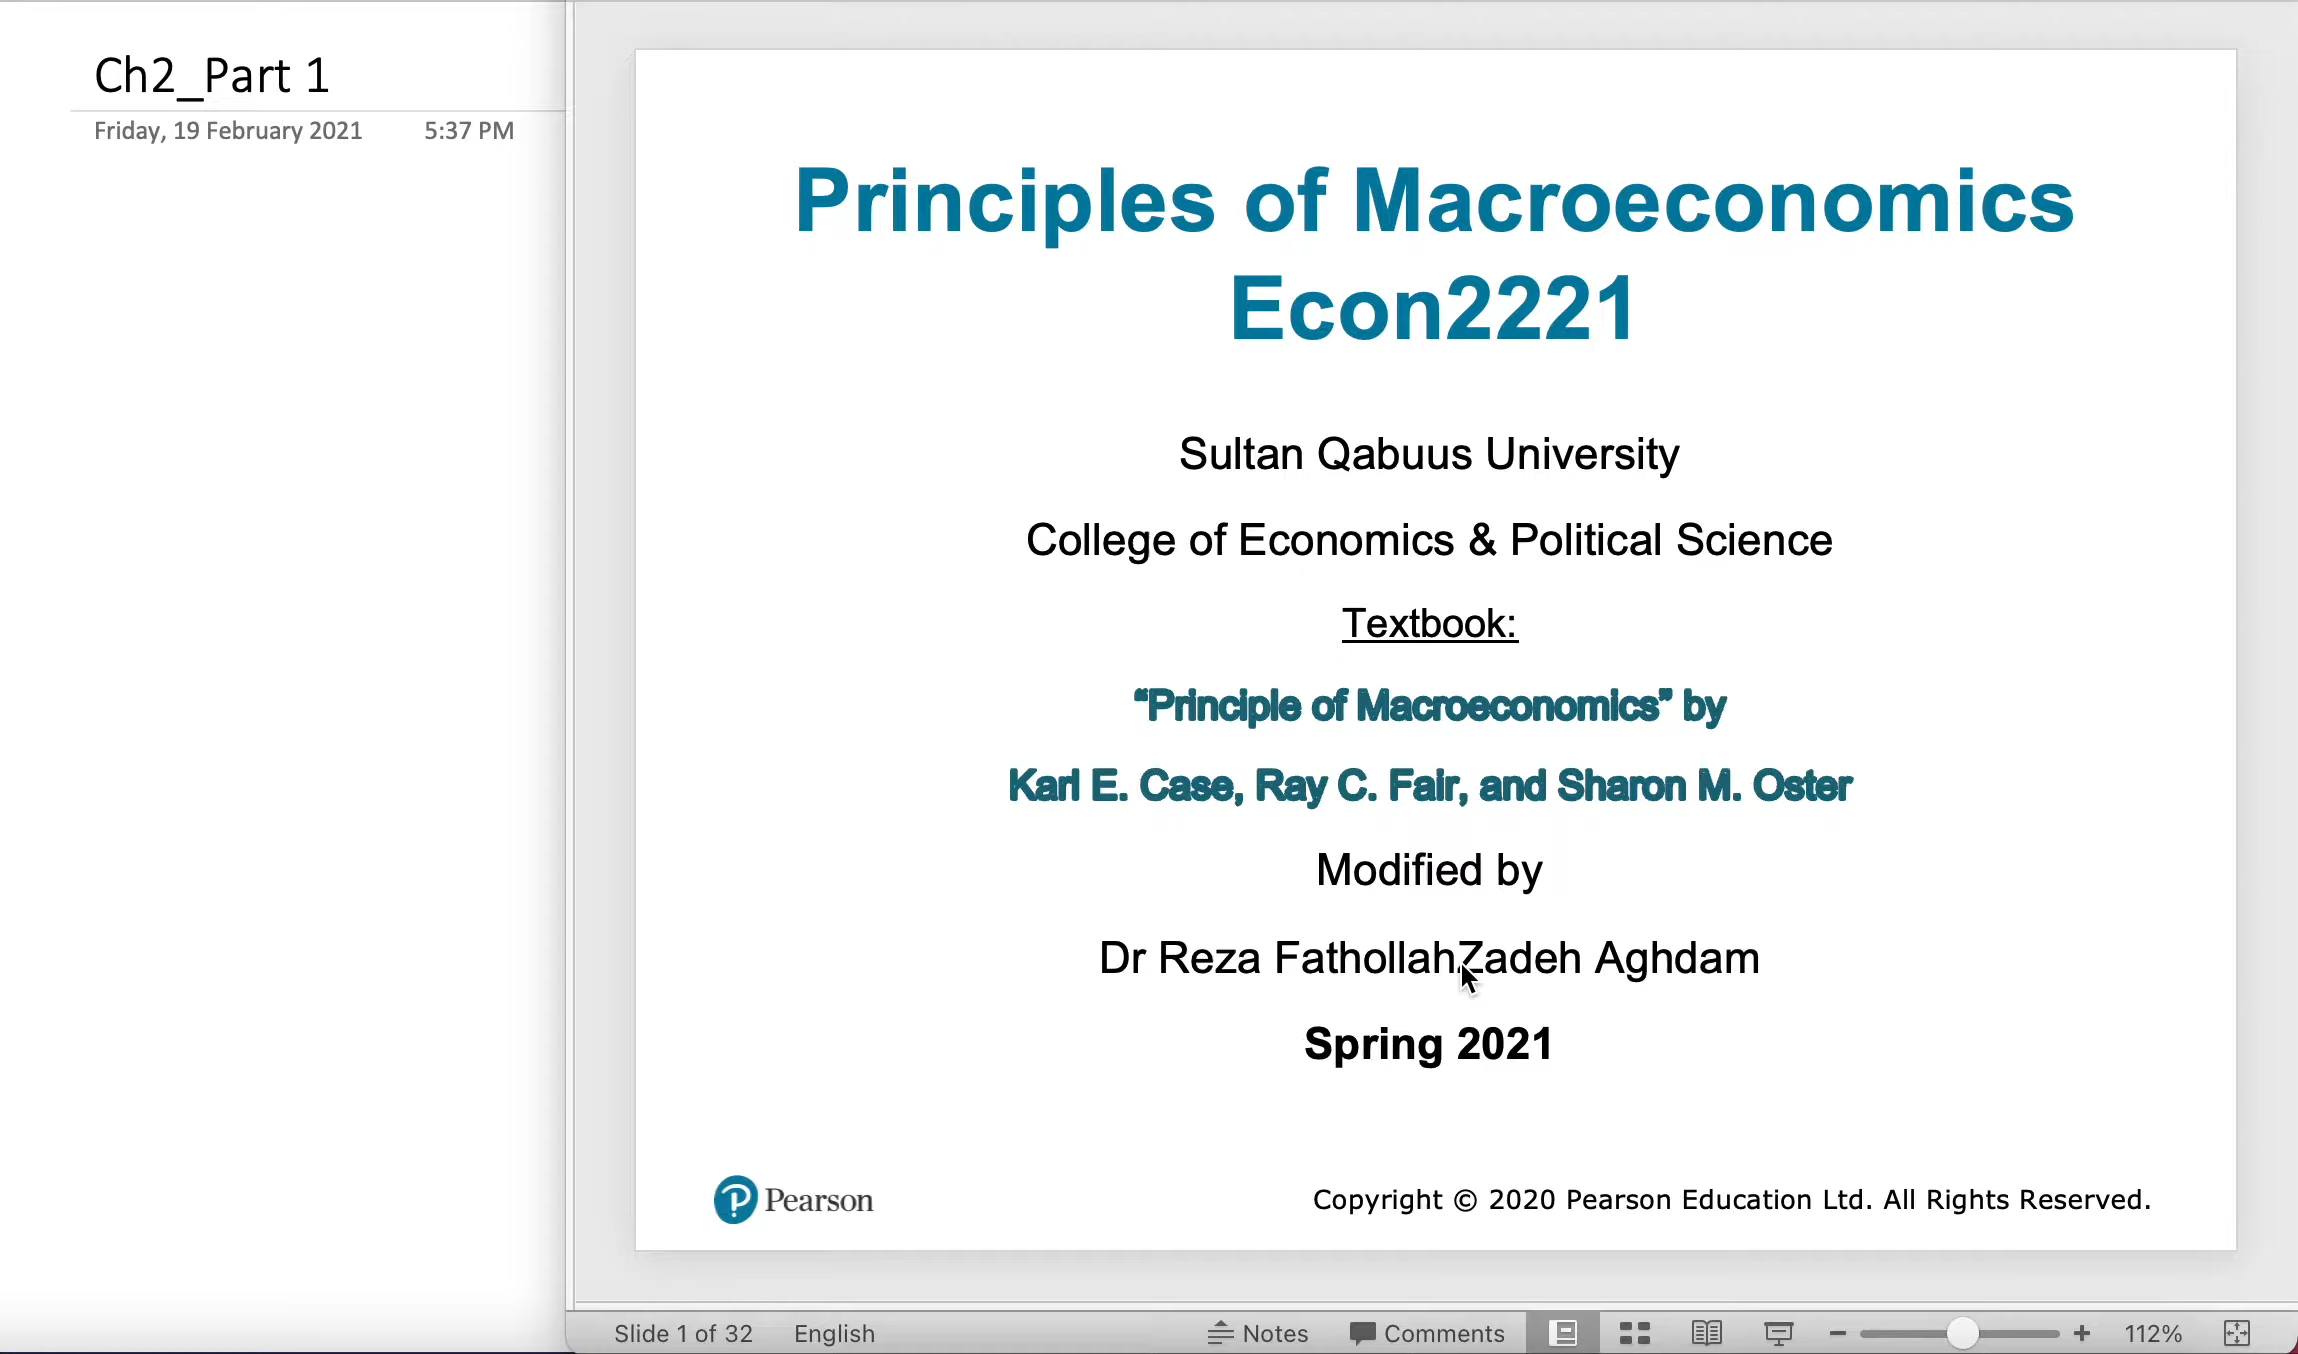 Ch2_Part 1
Friday, 19 February 2021 5:37 PM
Principles of Macroeconomics
Econ2221
Sultan Qabuus University
College of Economics & Political Science
Textbook:
“Principle of Macroeconomics” by
Karl E. Case, Ray C. Fair, and Sharon M. Oster
Modified by
Dr Reza FathollahZadeh Aghdam
Spring 2021
Pearson
Copyright © 2020 Pearson Education Ltd. All Rights Reserved.
Slide 1 of 32 English Notes Comments 112%